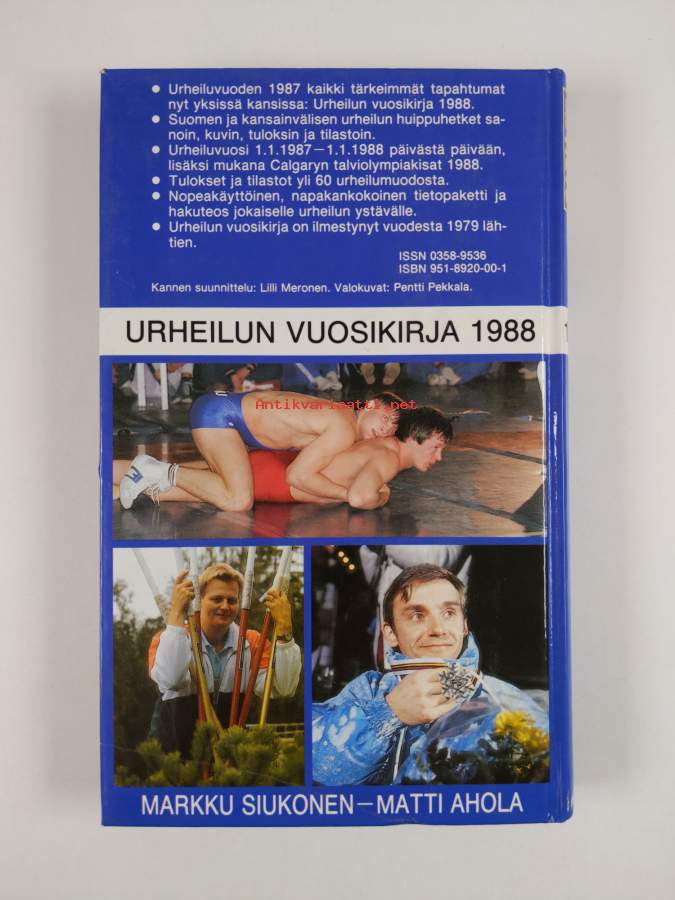 • Urheiluvuoden 1987 kaikki tärkeimmät tapahtumat
nyt yksissä kansissa: Urheilun vuosikirja 1988.
• Suomen ja kansainvälisen urheilun huippuhetket sa-
noin, kuvin, tuloksin ja tilastoin.
• Urheiluvuosi 1.1.1987–1.1.1988 päivästä päivään,
lisäksi mukana Calgaryn talviolympiakisat 1988.
• Tulokset ja tilastot yli 60 urheilumuodosta.
• Nopeakäyttöinen, napakankokoinen tietopaketti ja
hakuteos jokaiselle urheilun ystävälle.
• Urheilun vuosikirja on ilmestynyt vuodesta 1979 läh-
tien.
ISSN 0358-9536
ISBN 951-8920-00-1
Kannen suunnittelu: Lilli Meronen. Valokuvat: Pentti Pekkala.
URHEILUN VUOSIKIRJA 1988
Antikvariaatti.net
MARKKU SIUKONEN–MATTI AHOLA